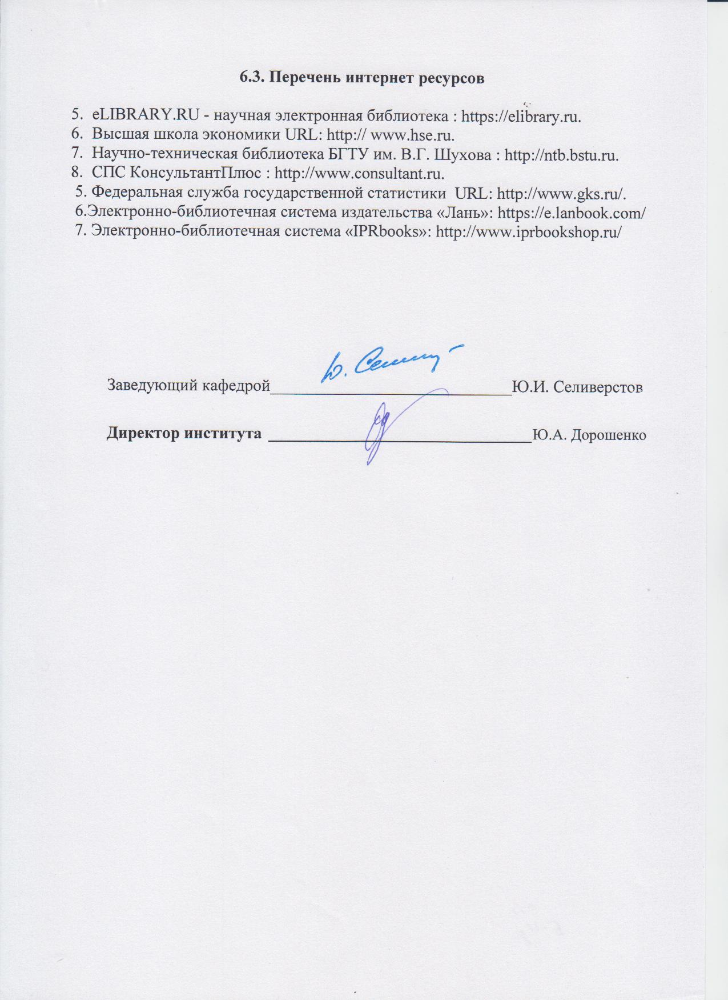 6.3. Перечень интернет ресурсов
5. eLIBRARY.RU - научная электронная библиотека : https://elibrary.ru.
6. Высшая школа экономики URL: http:// www.hse.ru.
7. Научно-техническая библиотека БГТУ им. В.Г. Шухова : http://ntb.bstu.ru.
8. СПС КонсультантПлюс : http://www.consultant.ru.
5. Федеральная служба государственной статистики URL: http://www.gks.ru/.
6.Электронно-библиотечная система издательства «Лань»: https://e.lanbook.com/
7. Электронно-библиотечная система «IPRbooks»: http://www.iprbookshop.ru/
Заведующий кафедрой______________________________Ю.И. Селиверстов
Директор института ________________________________Ю.А. Дорошенко